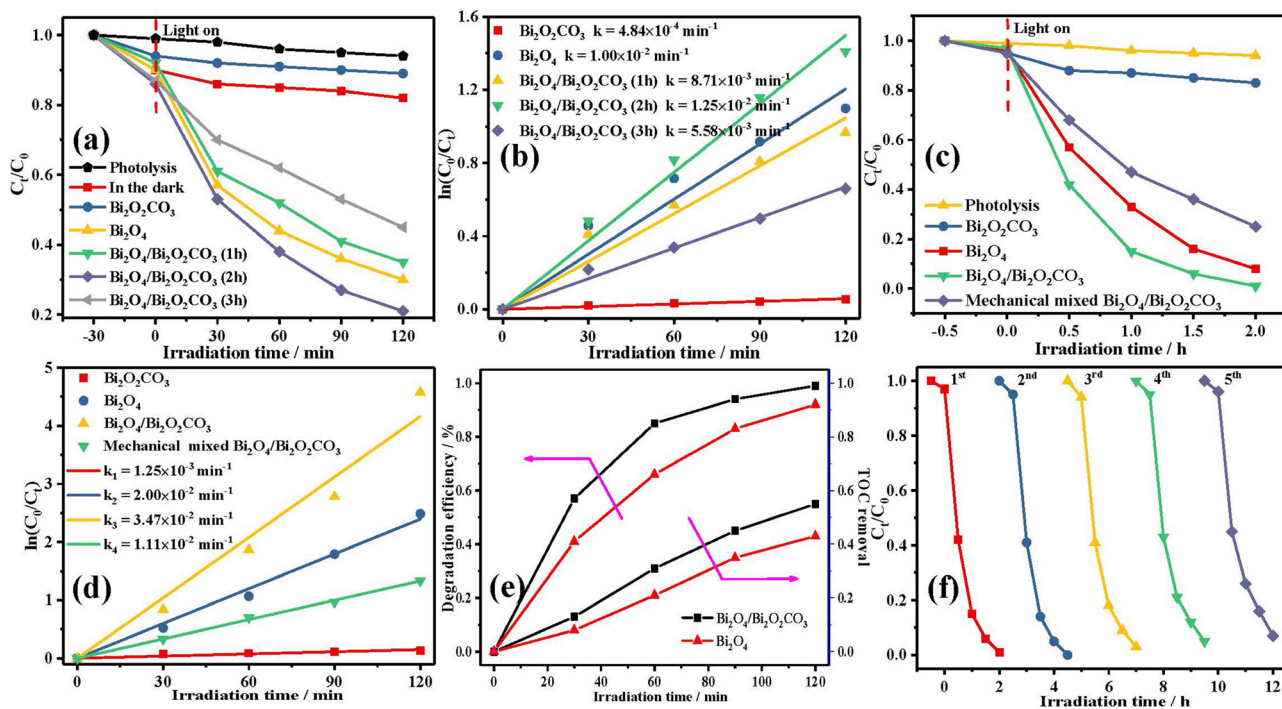 (a)
Light on
1.0
0.8
0.6
0.4
0.2
Ct/C0
Photolysis
In the dark
Bi2O2CO3
Bi2O4
Bi2O4/Bi2O2CO3 (1h)
Bi2O4/Bi2O2CO3 (2h)
Bi2O4/Bi2O2CO3 (3h)
-30 0 30 60 90 120
Irradiation time / min
(b)
1.6
1.2
0.8
0.4
0.0
ln(C0/Ct)
Bi2O2CO3 k = 4.84×10-4 min-1
Bi2O4 k = 1.00×10-2 min-1
Bi2O4/Bi2O2CO3 (1h) k = 8.71×10-3 min-1
Bi2O4/Bi2O2CO3 (2h) k = 1.25×10-2 min-1
Bi2O4/Bi2O2CO3 (3h) k = 5.58×10-3 min-1
0 30 60 90 120
Irradiation time / min
(c)
Light on
1.0
0.8
0.6
0.4
0.2
0.0
Ct/C0
Photolysis
Bi2O2CO3
Bi2O4
Bi2O4/Bi2O2CO3
Mechanical mixed Bi2O4/Bi2O2CO3
-0.5 0.0 0.5 1.0 1.5 2.0
Irradiation time / h
(d)
5
4
3
2
1
0
ln(C0/Ct)
Bi2O2CO3
Bi2O4
Bi2O4/Bi2O2CO3
Mechanical mixed Bi2O4/Bi2O2CO3
k1 = 1.25×10-3 min-1
k2 = 2.00×10-2 min-1
k3 = 3.47×10-2 min-1
k4 = 1.11×10-2 min-1
0 30 60 90 120
Irradiation time / min
(e)
1.0
0.8
0.6
0.4
0.2
0.0
Degradation efficiency / %
1.0
0.8
0.6
0.4
0.2
0.0
TOC removal
Bi2O4/Bi2O2CO3
Bi2O4
0 20 40 60 80 100 120
Irradiation time / min
(f)
1.0
0.8
0.6
0.4
0.2
0.0
Ct/C0
1st 2nd 3rd 4th 5th
0 2 4 6 8 10 12
Irradiation time / h